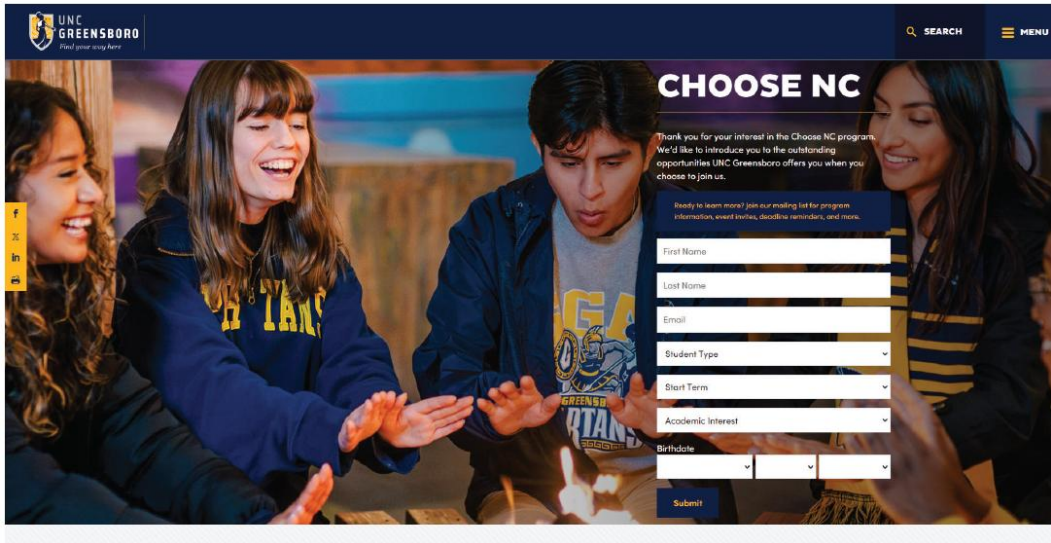 UNC
GREENSBORO
Find your way here
SEARCH
MENU
CHOOSE NC
Thank you for your interest in the Choose NC program.
We'd like to introduce you to the outstanding
opportunities UNC Greensboro offers you when you
choose to join us.
Ready to learn more? Join our mailing list for program
information, event invites, deadline reminders, and more.
f
X
in
First Name
Last Name
Email
Student Type
Start Term
Academic Interest
Birthdate
Submit
GREENSB
RTAN